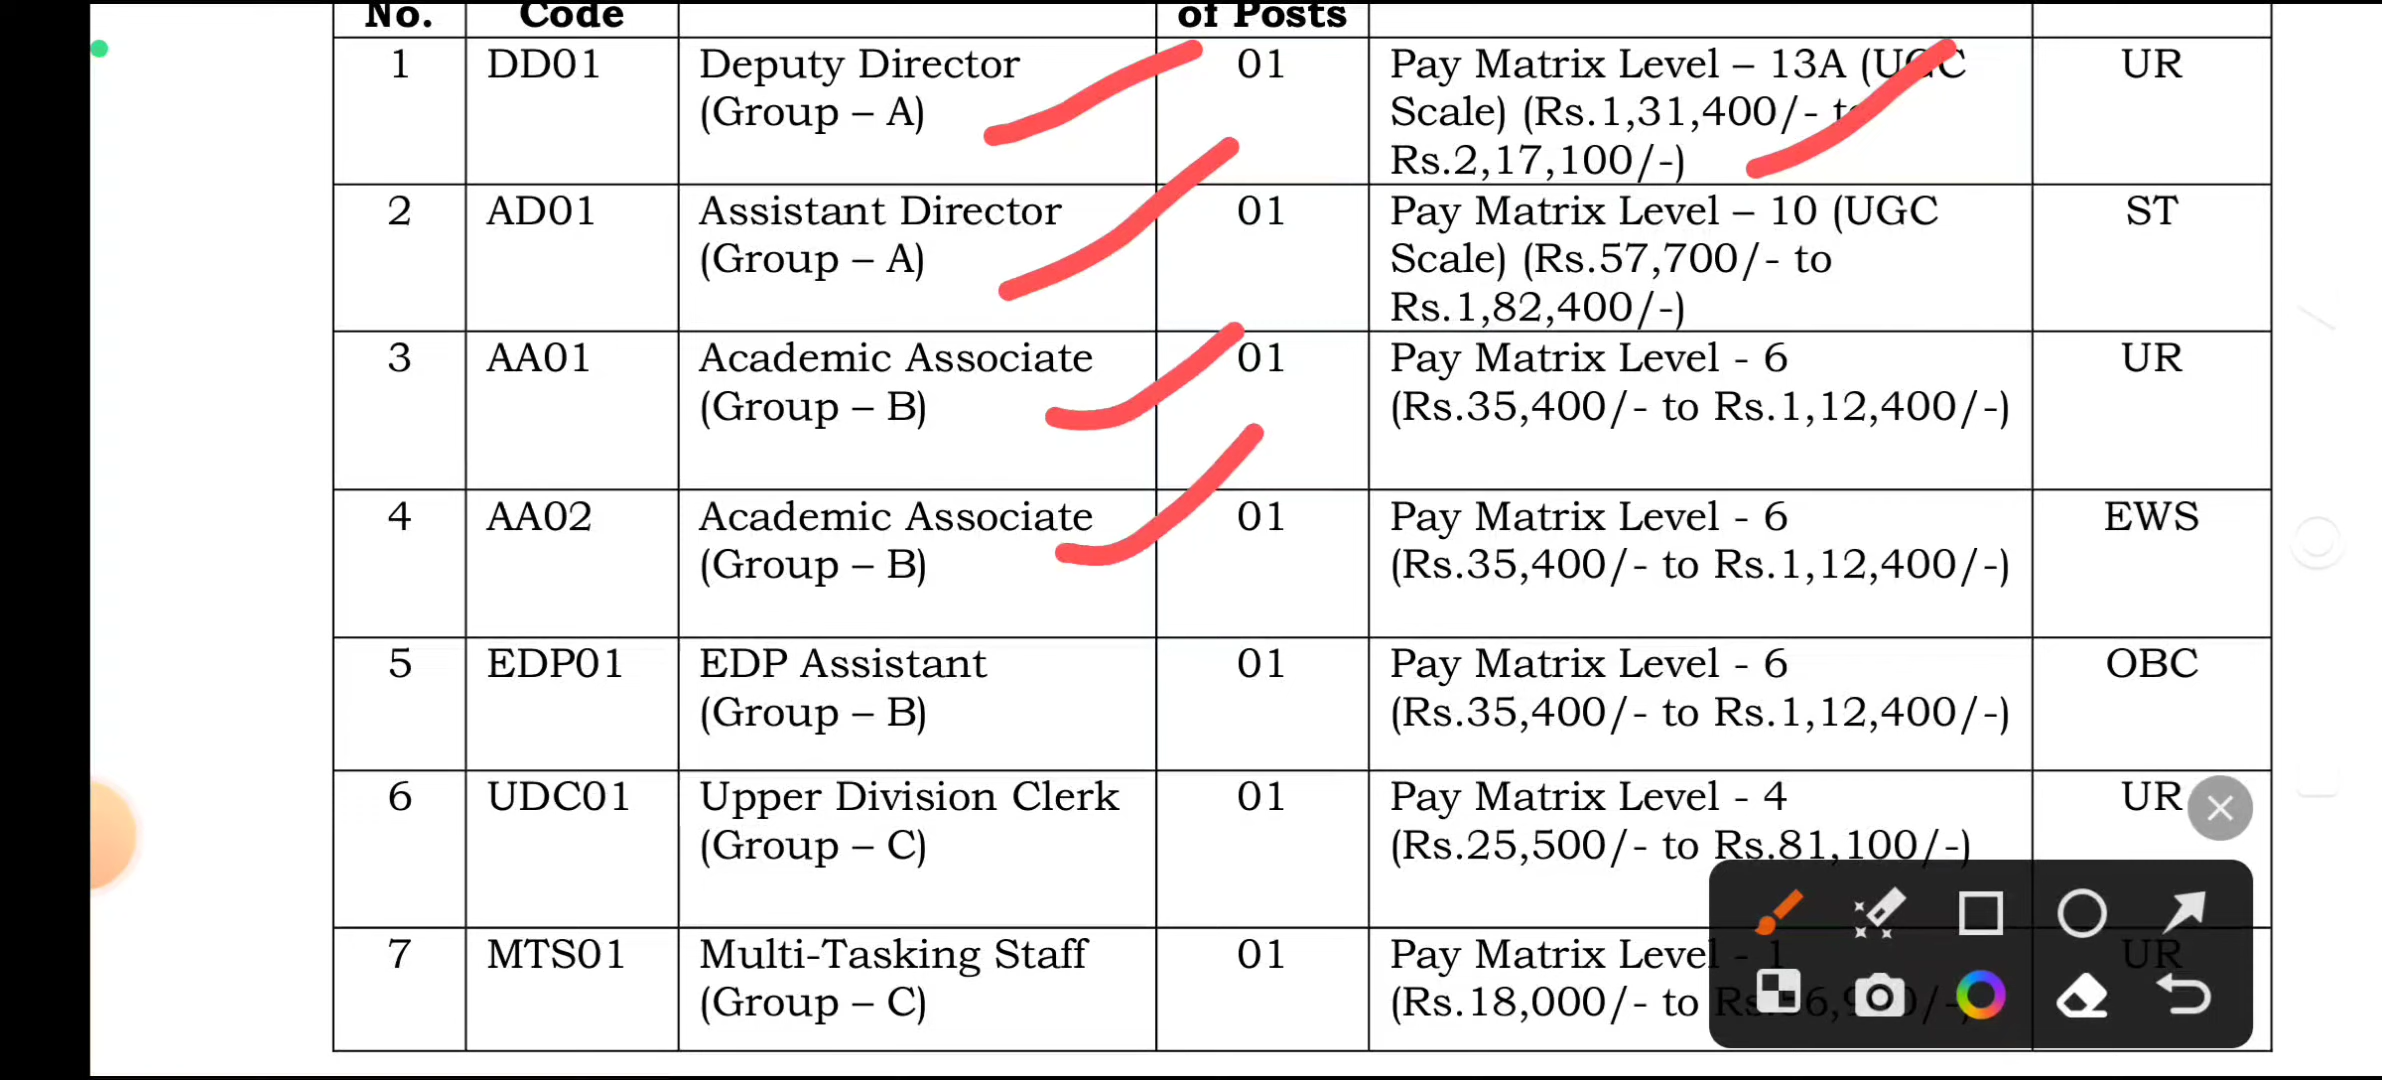 No. Code of Posts
1 DD01 Deputy Director 01 Pay Matrix Level – 13A (UGC UR
(Group – A) Scale) (Rs.1,31,400/- to
Rs.2,17,100/-)
2 AD01 Assistant Director 01 Pay Matrix Level – 10 (UGC ST
(Group – A) Scale) (Rs.57,700/- to
Rs.1,82,400/-)
3 AA01 Academic Associate 01 Pay Matrix Level - 6 UR
(Group – B) (Rs.35,400/- to Rs.1,12,400/-)
4 AA02 Academic Associate 01 Pay Matrix Level - 6 EWS
(Group – B) (Rs.35,400/- to Rs.1,12,400/-)
5 EDP01 EDP Assistant 01 Pay Matrix Level - 6 OBC
(Group – B) (Rs.35,400/- to Rs.1,12,400/-)
6 UDC01 Upper Division Clerk 01 Pay Matrix Level - 4 UR
(Group – C) (Rs.25,500/- to Rs.81,100/-)
7 MTS01 Multi-Tasking Staff 01 Pay Matrix Level - 1 UR
(Group – C) (Rs.18,000/- to